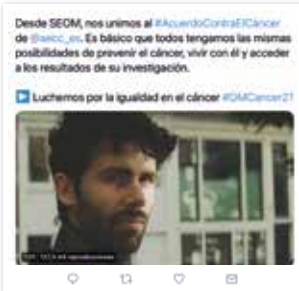 Desde SEOM, nos unimos al #AcuerdoContraElCáncer
de @aecc_es. Es básico que todos tengamos las mismas
posibilidades de prevenir el cáncer, vivir con él y acceder
a los resultados de su investigación.
Luchemos por la igualdad en el cáncer #DMCancer21
reproducciones